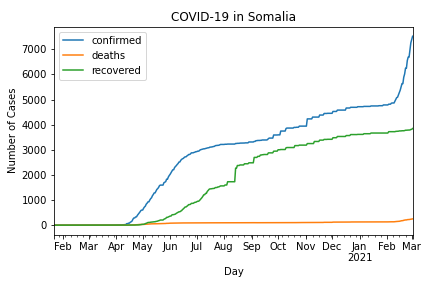 COVID-19 in Somalia
confirmed
deaths
recovered
Number of Cases
7000
6000
5000
4000
3000
2000
1000
0
Feb Mar Apr May Jun Jul Aug Sep Oct Nov Dec Jan Feb Mar
2021
Day